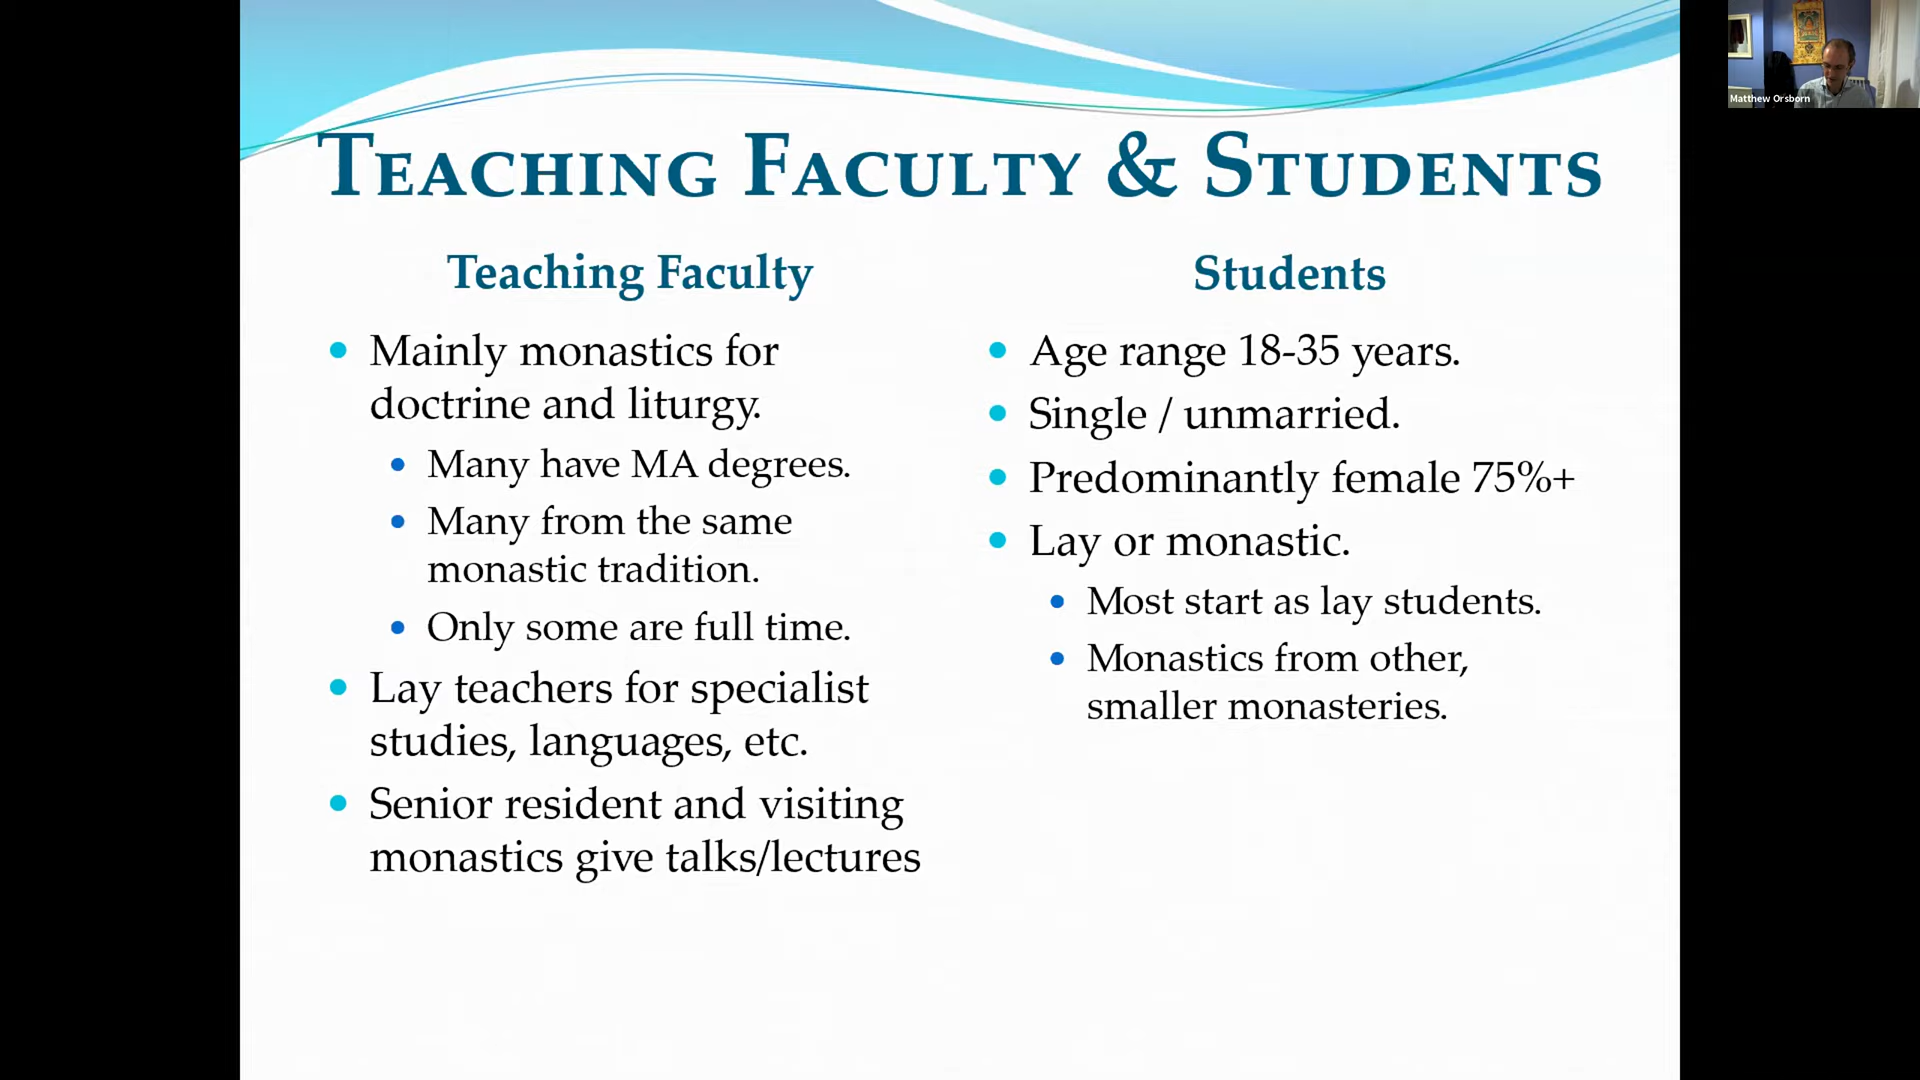 Matthew Orsborn
TEACHING FACULTY & STUDENTS
Teaching Faculty
Mainly monastics for
doctrine and liturgy.
Many have MA degrees.
Many from the same
monastic tradition.
Only some are full time.
Lay teachers for specialist
studies, languages, etc.
Senior resident and visiting
monastics give talks/lectures
Students
Age range 18-35 years.
Single / unmarried.
Predominantly female 75%+
Lay or monastic.
Most start as lay students.
Monastics from other,
smaller monasteries.